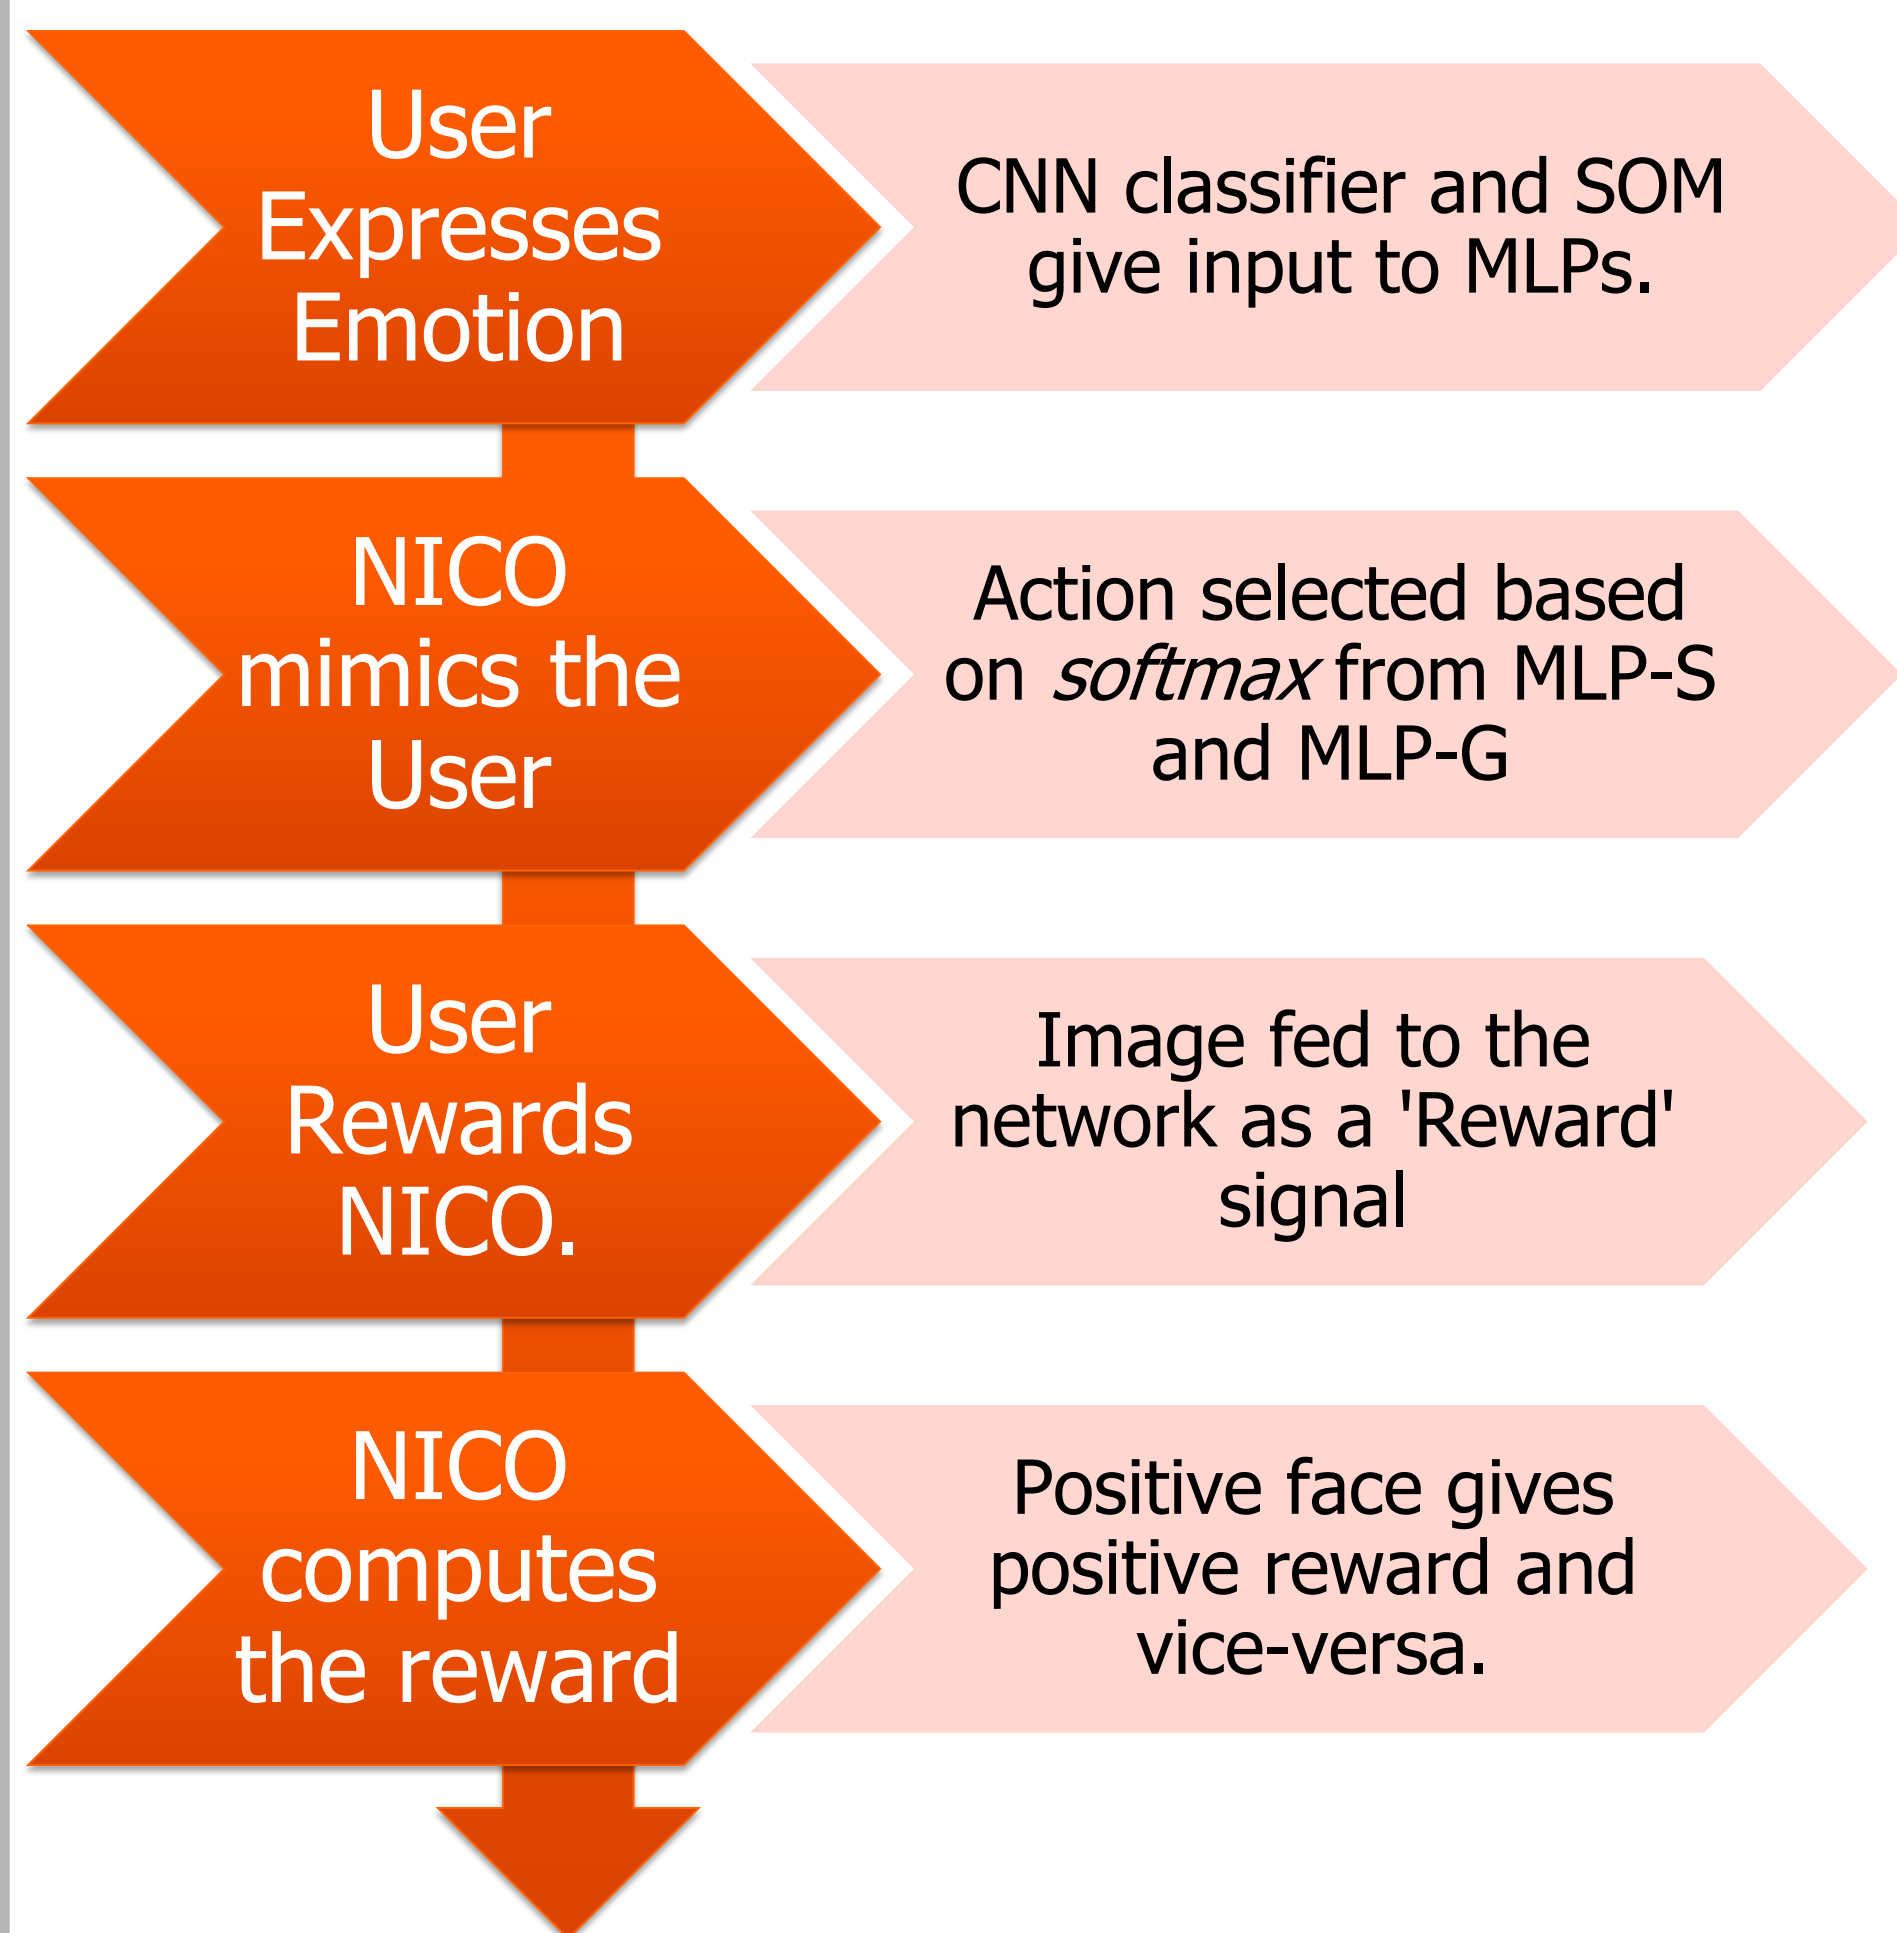 User
Expresses
Emotion
CNN classifier and SOM
give input to MLPs.
NICO
mimics the
User
Action selected based
on softmax from MLP-S
and MLP-G
User
Rewards
NICO.
Image fed to the
network as a 'Reward'
signal
NICO
computes
the reward
Positive face gives
positive reward and
vice-versa.